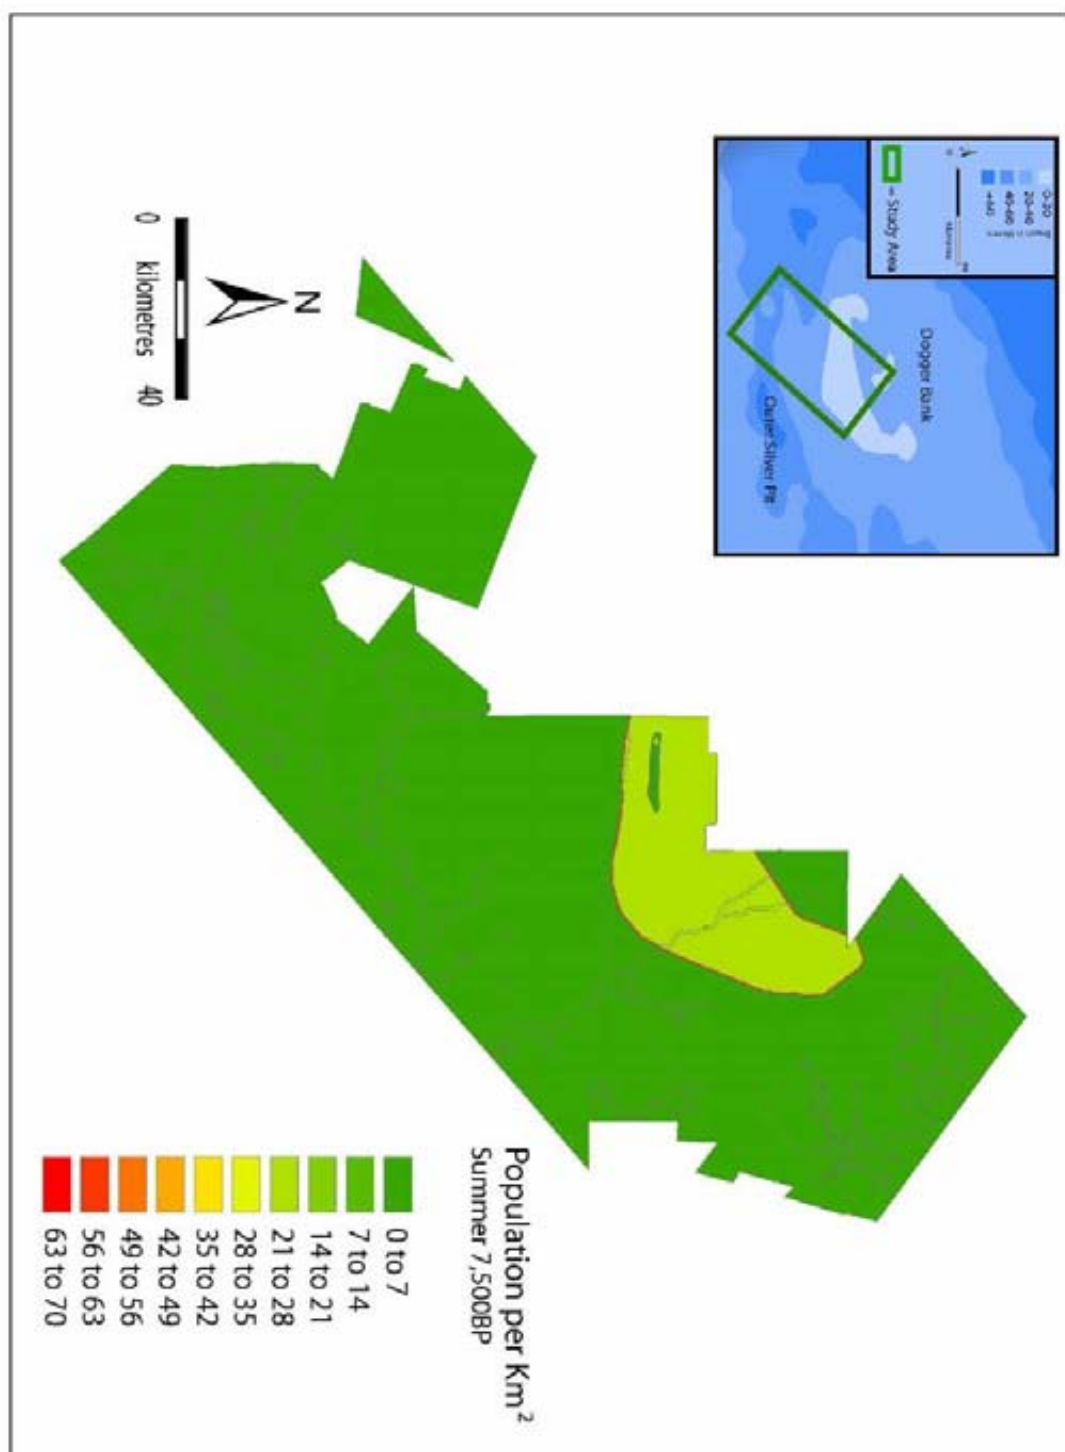 0-20
20-40
40-60
+60
= Study Area
Dogger Bank
Outer Silver Pit
N
0 kilometres 40
Population per Km²
Summer 7,500BP
0 to 7
7 to 14
14 to 21
21 to 28
28 to 35
35 to 42
42 to 49
49 to 56
56 to 63
63 to 70